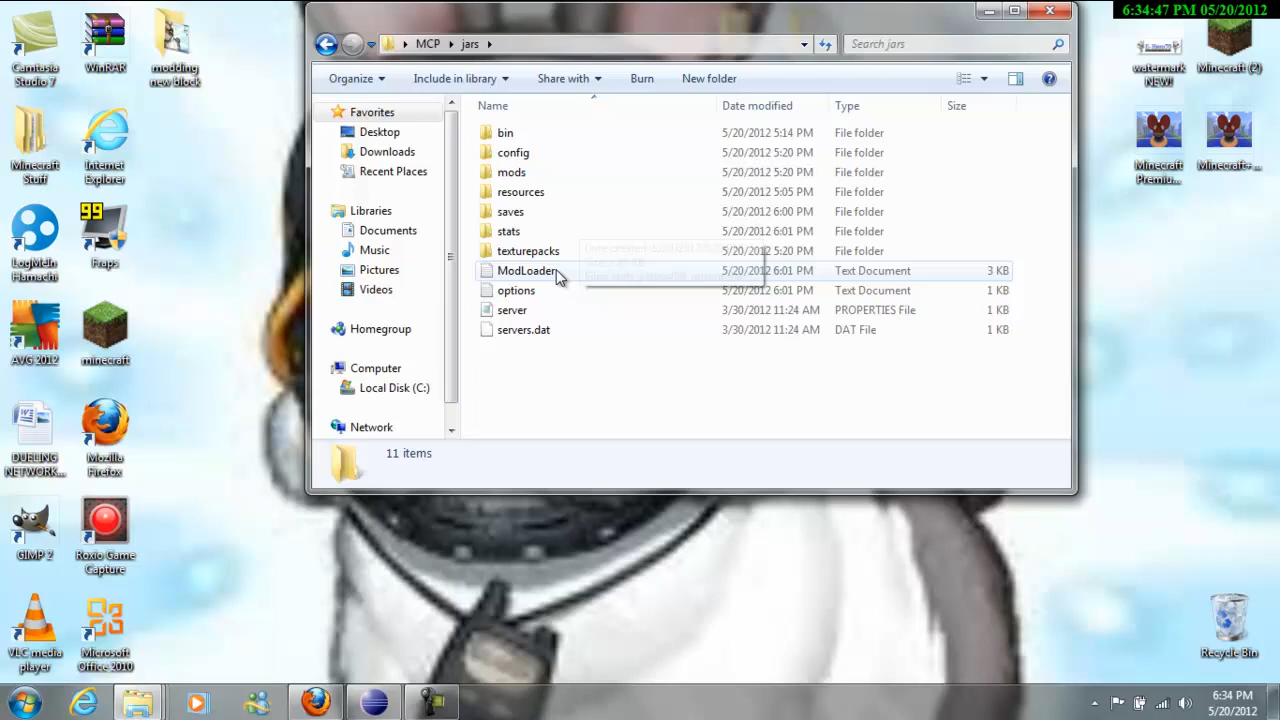 6:34:47 PM 05/20/2012
MCP
jars
Search jars
Organize
Include in library
Share with
Burn
New folder
Name
Date modified
Type
Size
Favorites
Desktop
Downloads
Recent Places
Libraries
Documents
Music
Pictures
Videos
Homegroup
Computer
Local Disk (C:)
Network
bin 5/20/2012 5:14 PM File folder
config 5/20/2012 5:20 PM File folder
mods 5/20/2012 5:20 PM File folder
resources 5/20/2012 5:05 PM File folder
saves 5/20/2012 6:00 PM File folder
stats 5/20/2012 6:01 PM File folder
texturepacks 5/20/2012 5:20 PM File folder
ModLoader 5/20/2012 6:01 PM Text Document 3 KB
options 5/20/2012 6:01 PM Text Document 1 KB
server 3/30/2012 11:24 AM PROPERTIES File 1 KB
servers.dat 3/30/2012 11:24 AM DAT File 1 KB
11 items
Camtasia
Studio 7
WinRAR
modding
new block
Minecraft
Stuff
Internet
Explorer
LogMeIn
Hamachi
99
Fraps
AVG 2012
minecraft
DUELING
NETWORK...
Mozilla
Firefox
GIMP 2
Roxio Game
Capture
VLC media
player
Microsoft
Office 2010
watermark
NEW!
Minecraft (2)
Minecraft
Premiu...
Minecraft+...
Recycle Bin
6:34 PM
5/20/2012